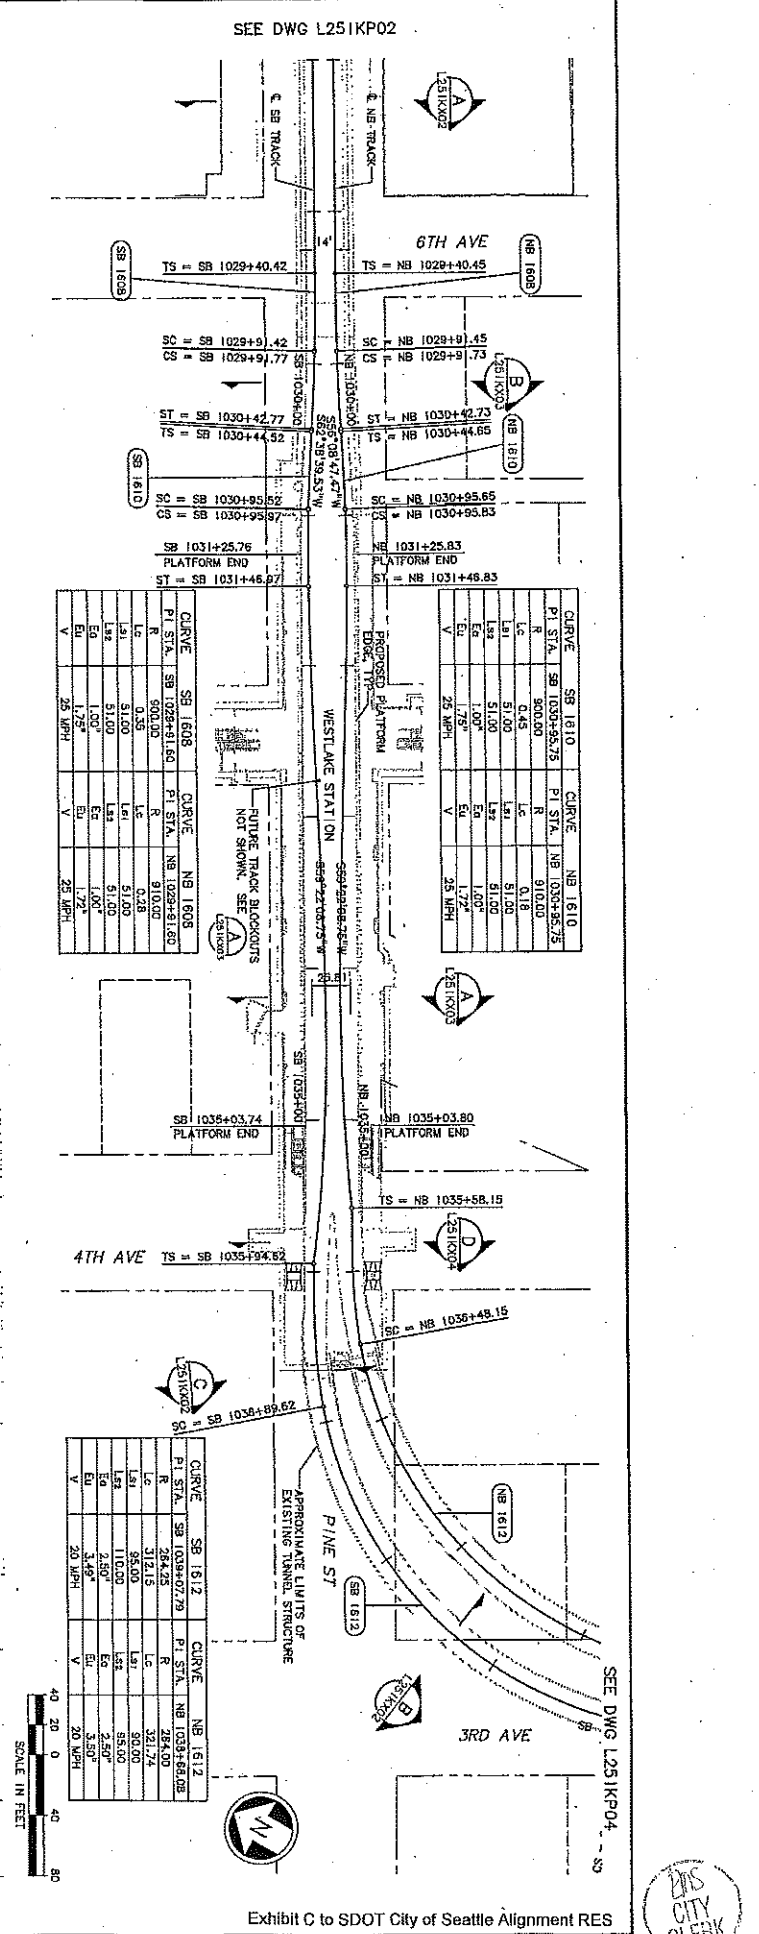 SEE DWG L251KP02
A
L251KX02
℄ SB TRACK
℄ NB TRACK
6TH AVE
14'
SB 1608
NB 1608
TS = SB 1029+40.42
TS = NB 1029+40.45
SC = SB 1029+91.42
CS = SB 1029+91.77
SC = NB 1029+91.45
CS = NB 1029+91.73
SB 1030+00
NB 1030+00
B
L251KX03
ST = SB 1030+42.77
TS = SB 1030+44.52
ST = NB 1030+42.73
TS = NB 1030+44.65
S56°08'47.47"W
S62°38'39.53"W
SB 1610
NB 1610
SC = SB 1030+95.52
CS = SB 1030+95.97
SC = NB 1030+95.65
CS = NB 1030+95.83
SB 1031+25.76
PLATFORM END
NB 1031+25.83
PLATFORM END
ST = SB 1031+46.97
ST = NB 1031+46.83
CURVE SB 1608 CURVE NB 1608
PI STA. SB 1029+91.60 PI STA. NB 1029+91.60
R 900.00 R 910.00
Lc 0.35 Lc 0.28
Ls1 51.00 Ls1 51.00
Ls2 51.00 Ls2 51.00
Ea 1.00" Ea 1.00"
Eu 1.75" Eu 1.72"
V 25 MPH V 25 MPH
CURVE SB 1610 CURVE NB 1610
PI STA. SB 1030+95.75 PI STA. NB 1030+95.75
R 900.00 R 910.00
Lc 0.45 Lc 0.18
Ls1 51.00 Ls1 51.00
Ls2 51.00 Ls2 51.00
Ea 1.00" Ea 1.00"
Eu 1.75" Eu 1.72"
V 25 MPH V 25 MPH
PROPOSED PLATFORM
EDGE, TYP
WESTLAKE STATION
FUTURE TRACK BLOCKOUTS
NOT SHOWN. SEE
A
L251KX03
A
L251KX03
SB 1035+00
NB 1035+00
SB 1035+03.74
PLATFORM END
NB 1035+03.80
PLATFORM END
TS = NB 1035+58.15
D
L251KX04
4TH AVE
TS = SB 1035+94.62
SC = NB 1036+48.15
C
L251KX02
SC = SB 1036+89.62
APPROXIMATE LIMITS OF
EXISTING TUNNEL STRUCTURE
PINE ST
NB 1612
SB 1612
CURVE SB 1612 CURVE NB 1612
PI STA. SB 1039+07.79 PI STA. NB 1038+66.08
R 264.25 R 264.00
Lc 312.15 Lc 321.74
Ls1 95.00 Ls1 90.00
Ls2 110.00 Ls2 95.00
Ea 2.50" Ea 2.50"
Eu 3.49" Eu 3.50"
V 20 MPH V 20 MPH
B
L251KX02
3RD AVE
SB
SEE DWG L251KP04
N
40 20 0 40 80
SCALE IN FEET
Exhibit C to SDOT City of Seattle Alignment RES
CITY
CLERK